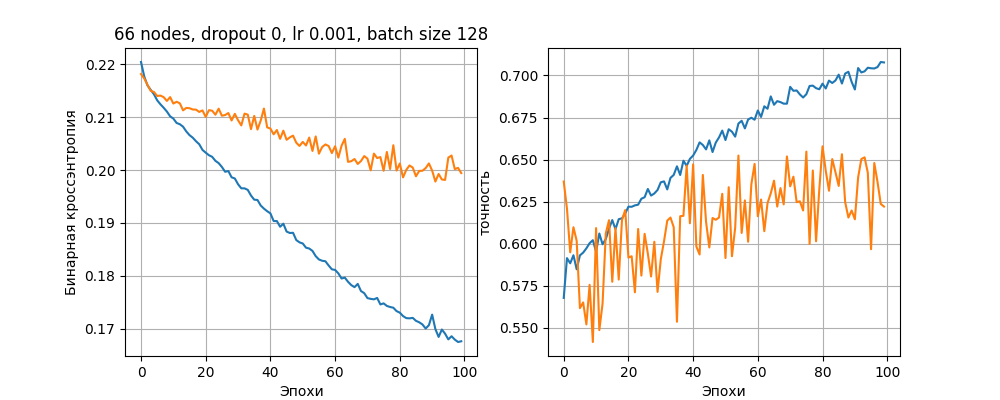 66 nodes, dropout 0, lr 0.001, batch size 128
Бинарная кроссэнтропия
0.22
0.21
0.20
0.19
0.18
0.17
0 20 40 60 80 100
Эпохи
точность
0.700
0.675
0.650
0.625
0.600
0.575
0.550
0 20 40 60 80 100
Эпохи